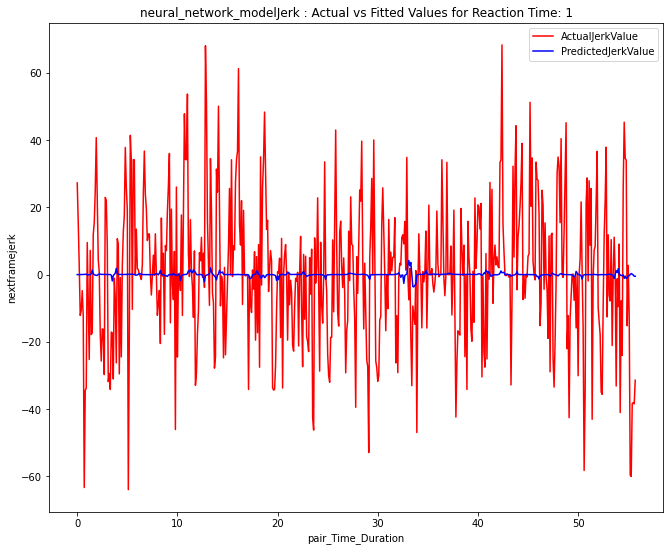 neural_network_modelJerk : Actual vs Fitted Values for Reaction Time: 1
ActualJerkValue
PredictedJerkValue
nextframejerk
60
40
20
0
−20
−40
−60
0 10 20 30 40 50
pair_Time_Duration